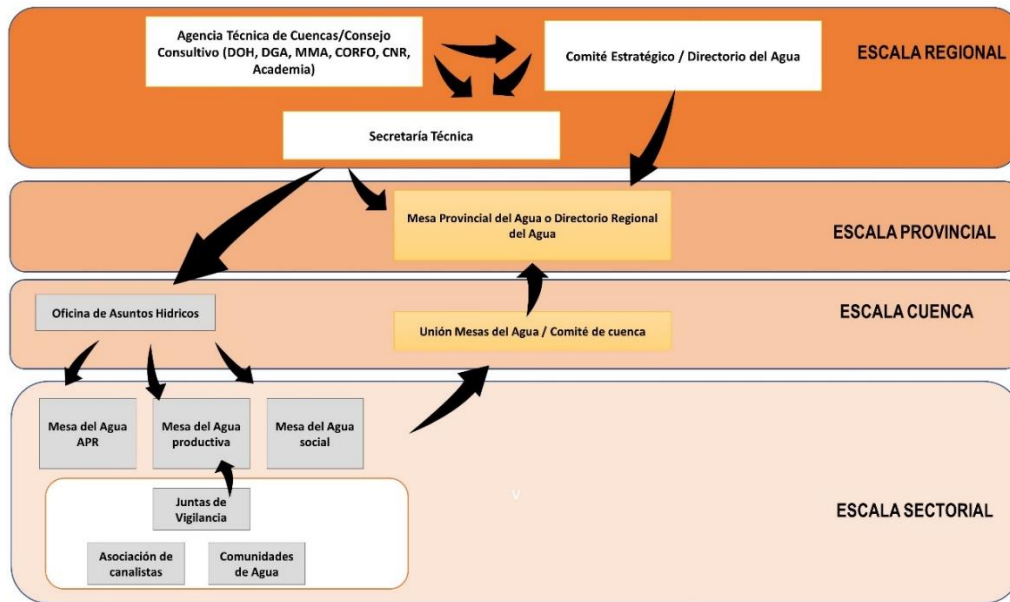 Agencia Técnica de Cuencas/Consejo
Consultivo (DOH, DGA, MMA, CORFO, CNR,
Academia)
Comité Estratégico / Directorio del Agua
ESCALA REGIONAL
Secretaría Técnica
Mesa Provincial del Agua o Directorio Regional
del Agua
ESCALA PROVINCIAL
Oficina de Asuntos Hídricos
Unión Mesas del Agua / Comité de cuenca
ESCALA CUENCA
Mesa del Agua
APR
Mesa del Agua
productiva
Mesa del Agua
social
Juntas de
Vigilancia
Asociación de
canalistas
Comunidades
de Agua
v
ESCALA SECTORIAL